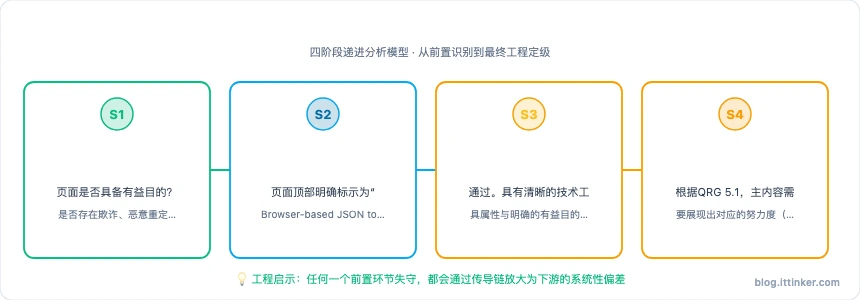 四阶段递进分析模型 · 从前置识别到最终工程定级
S1
页面是否具备有益目的?
是否存在欺诈、恶意重定...
S2
页面顶部明确标示为"
Browser-based JSON to...
S3
通过。具有清晰的技术工
具属性与明确的有益目的...
S4
根据QRG 5.1，主内容需
要展现出对应的努力度（...
💡 工程启示：任何一个前置环节失守，都会通过传导链放大为下游的系统性偏差
blog.ittinker.com